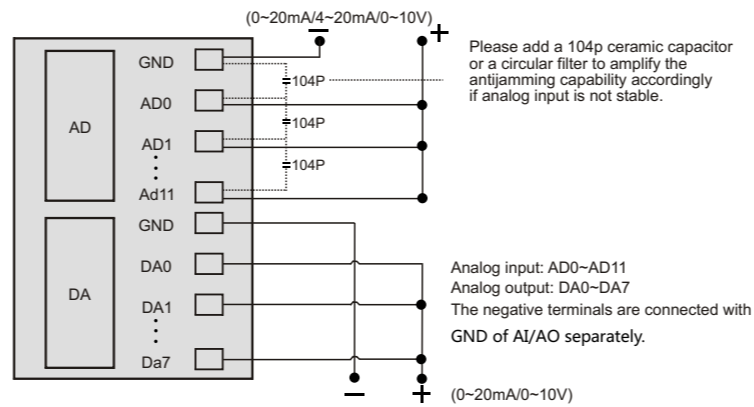 (0~20mA/4~20mA/0~10V)
− +
GND
104P
AD0
AD
104P
AD1
104P
Ad11
Please add a 104p ceramic capacitor
or a circular filter to amplify the
antijamming capability accordingly
if analog input is not stable.
GND
DA0
DA
DA1
Da7
Analog input: AD0~AD11
Analog output: DA0~DA7
The negative terminals are connected with
GND of AI/AO separately.
− + (0~20mA/0~10V)